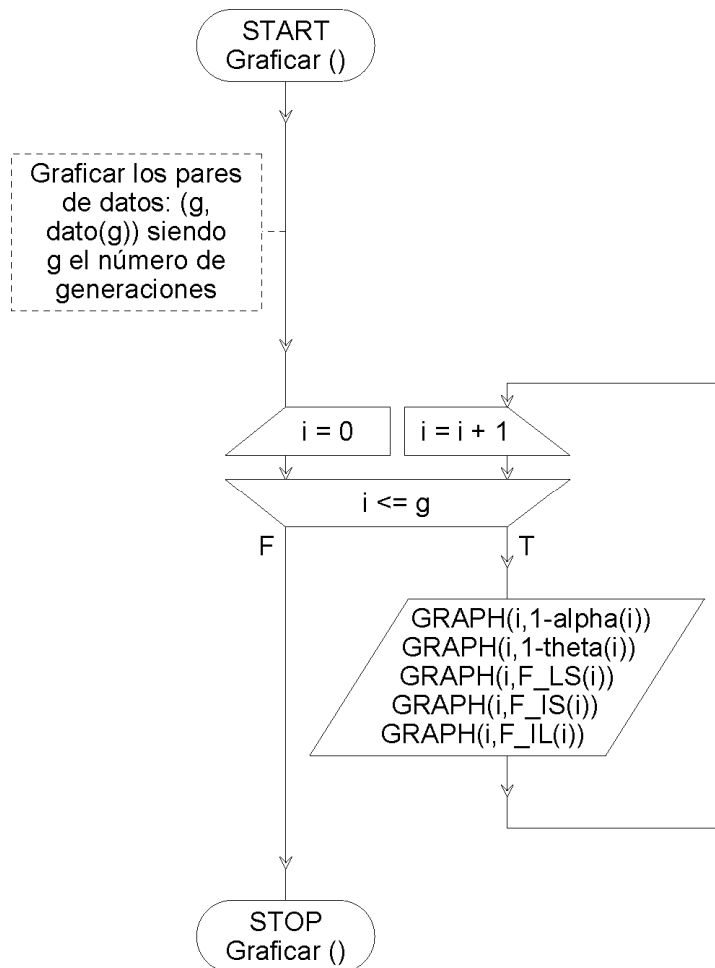 START
Graficar ()
Graficar los pares
de datos: (g,
dato(g)) siendo
g el número de
generaciones
i = 0
i = i + 1
i <= g
F
T
GRAPH(i,1-alpha(i))
GRAPH(i,1-theta(i))
GRAPH(i,F_LS(i))
GRAPH(i,F_IS(i))
GRAPH(i,F_IL(i))
STOP
Graficar ()